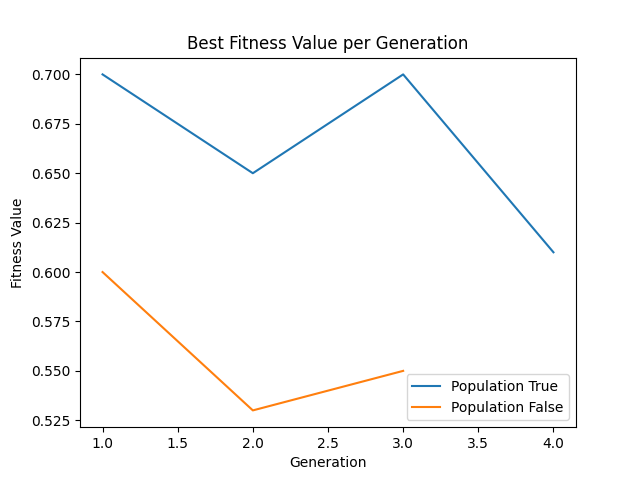 Best Fitness Value per Generation
Fitness Value
0.700
0.675
0.650
0.625
0.600
0.575
0.550
0.525
1.0 1.5 2.0 2.5 3.0 3.5 4.0
Generation
Population True
Population False